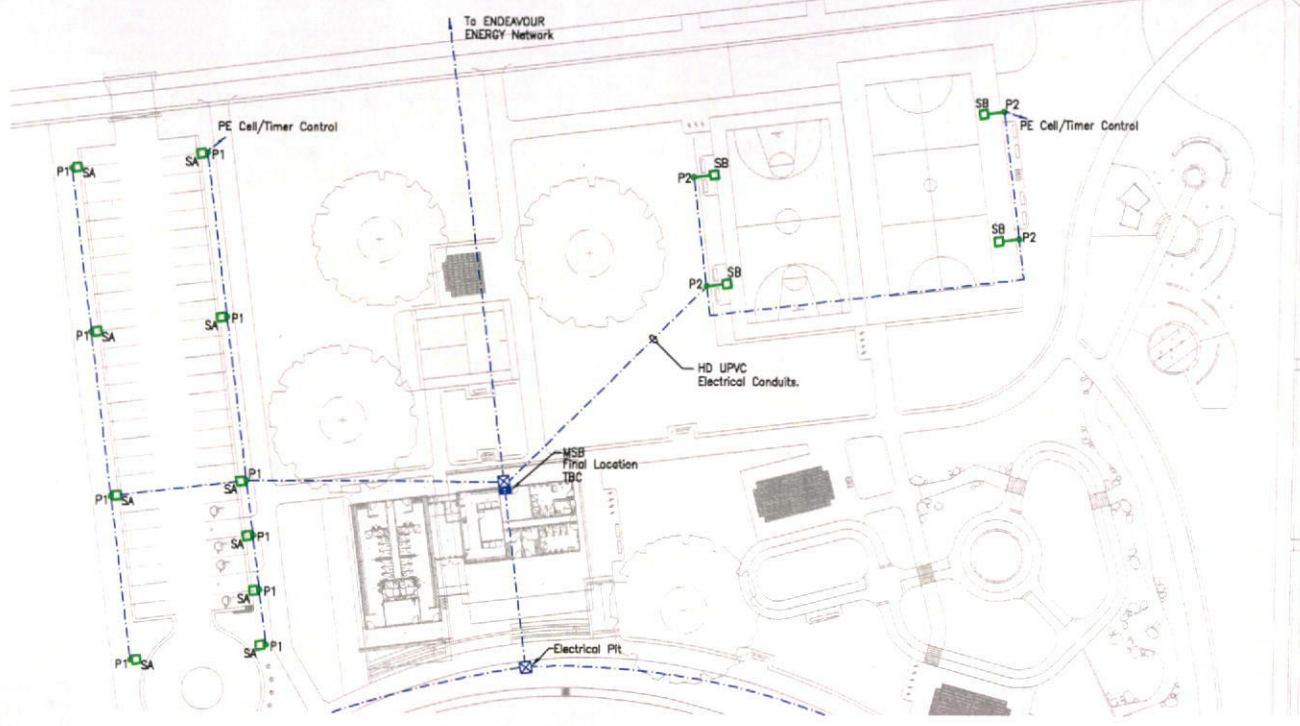 To ENDEAVOUR
ENERGY Network
PE Cell/Timer Control
SB
P2
PE Cell/Timer Control
SA
P1
P1
SA
P2
SB
SB
P2
P2
SB
SA
P1
P1
SA
HD UPVC
Electrical Conduits.
MSB
Final Location
TBC
P1
SA
P1
SA
SA
P1
SA
P1
Electrical Pit
SA
P1
P1
SA